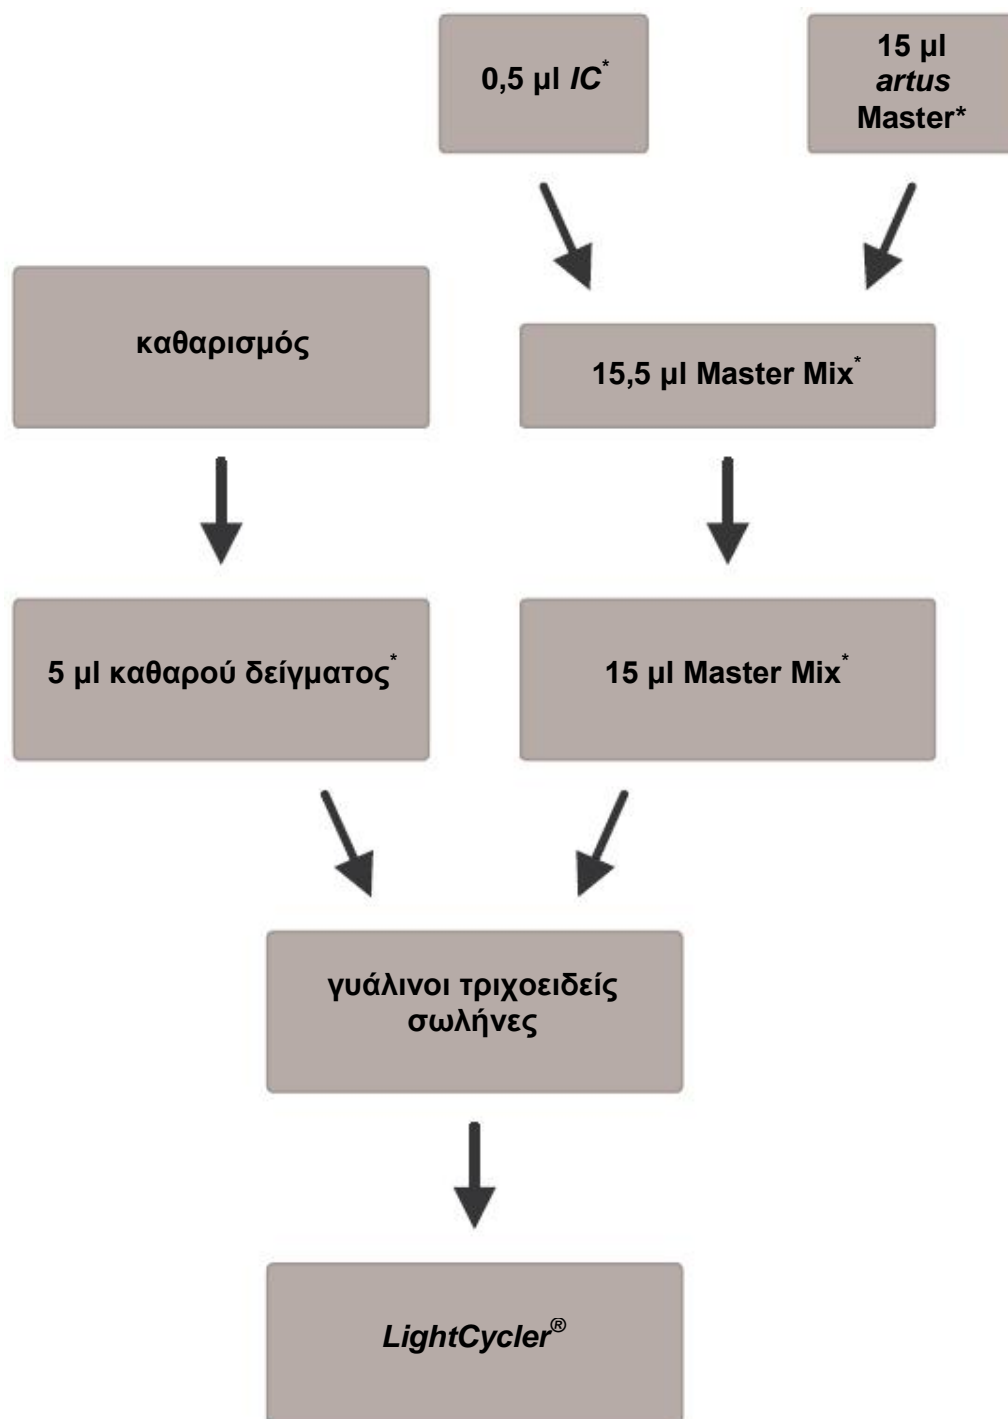 0,5 µl IC*
15 µl
artus
Master*
καθαρισμός
15,5 µl Master Mix*
5 µl καθαρού δείγματος*
15 µl Master Mix*
γυάλινοι τριχοειδείς
σωλήνες
LightCycler®